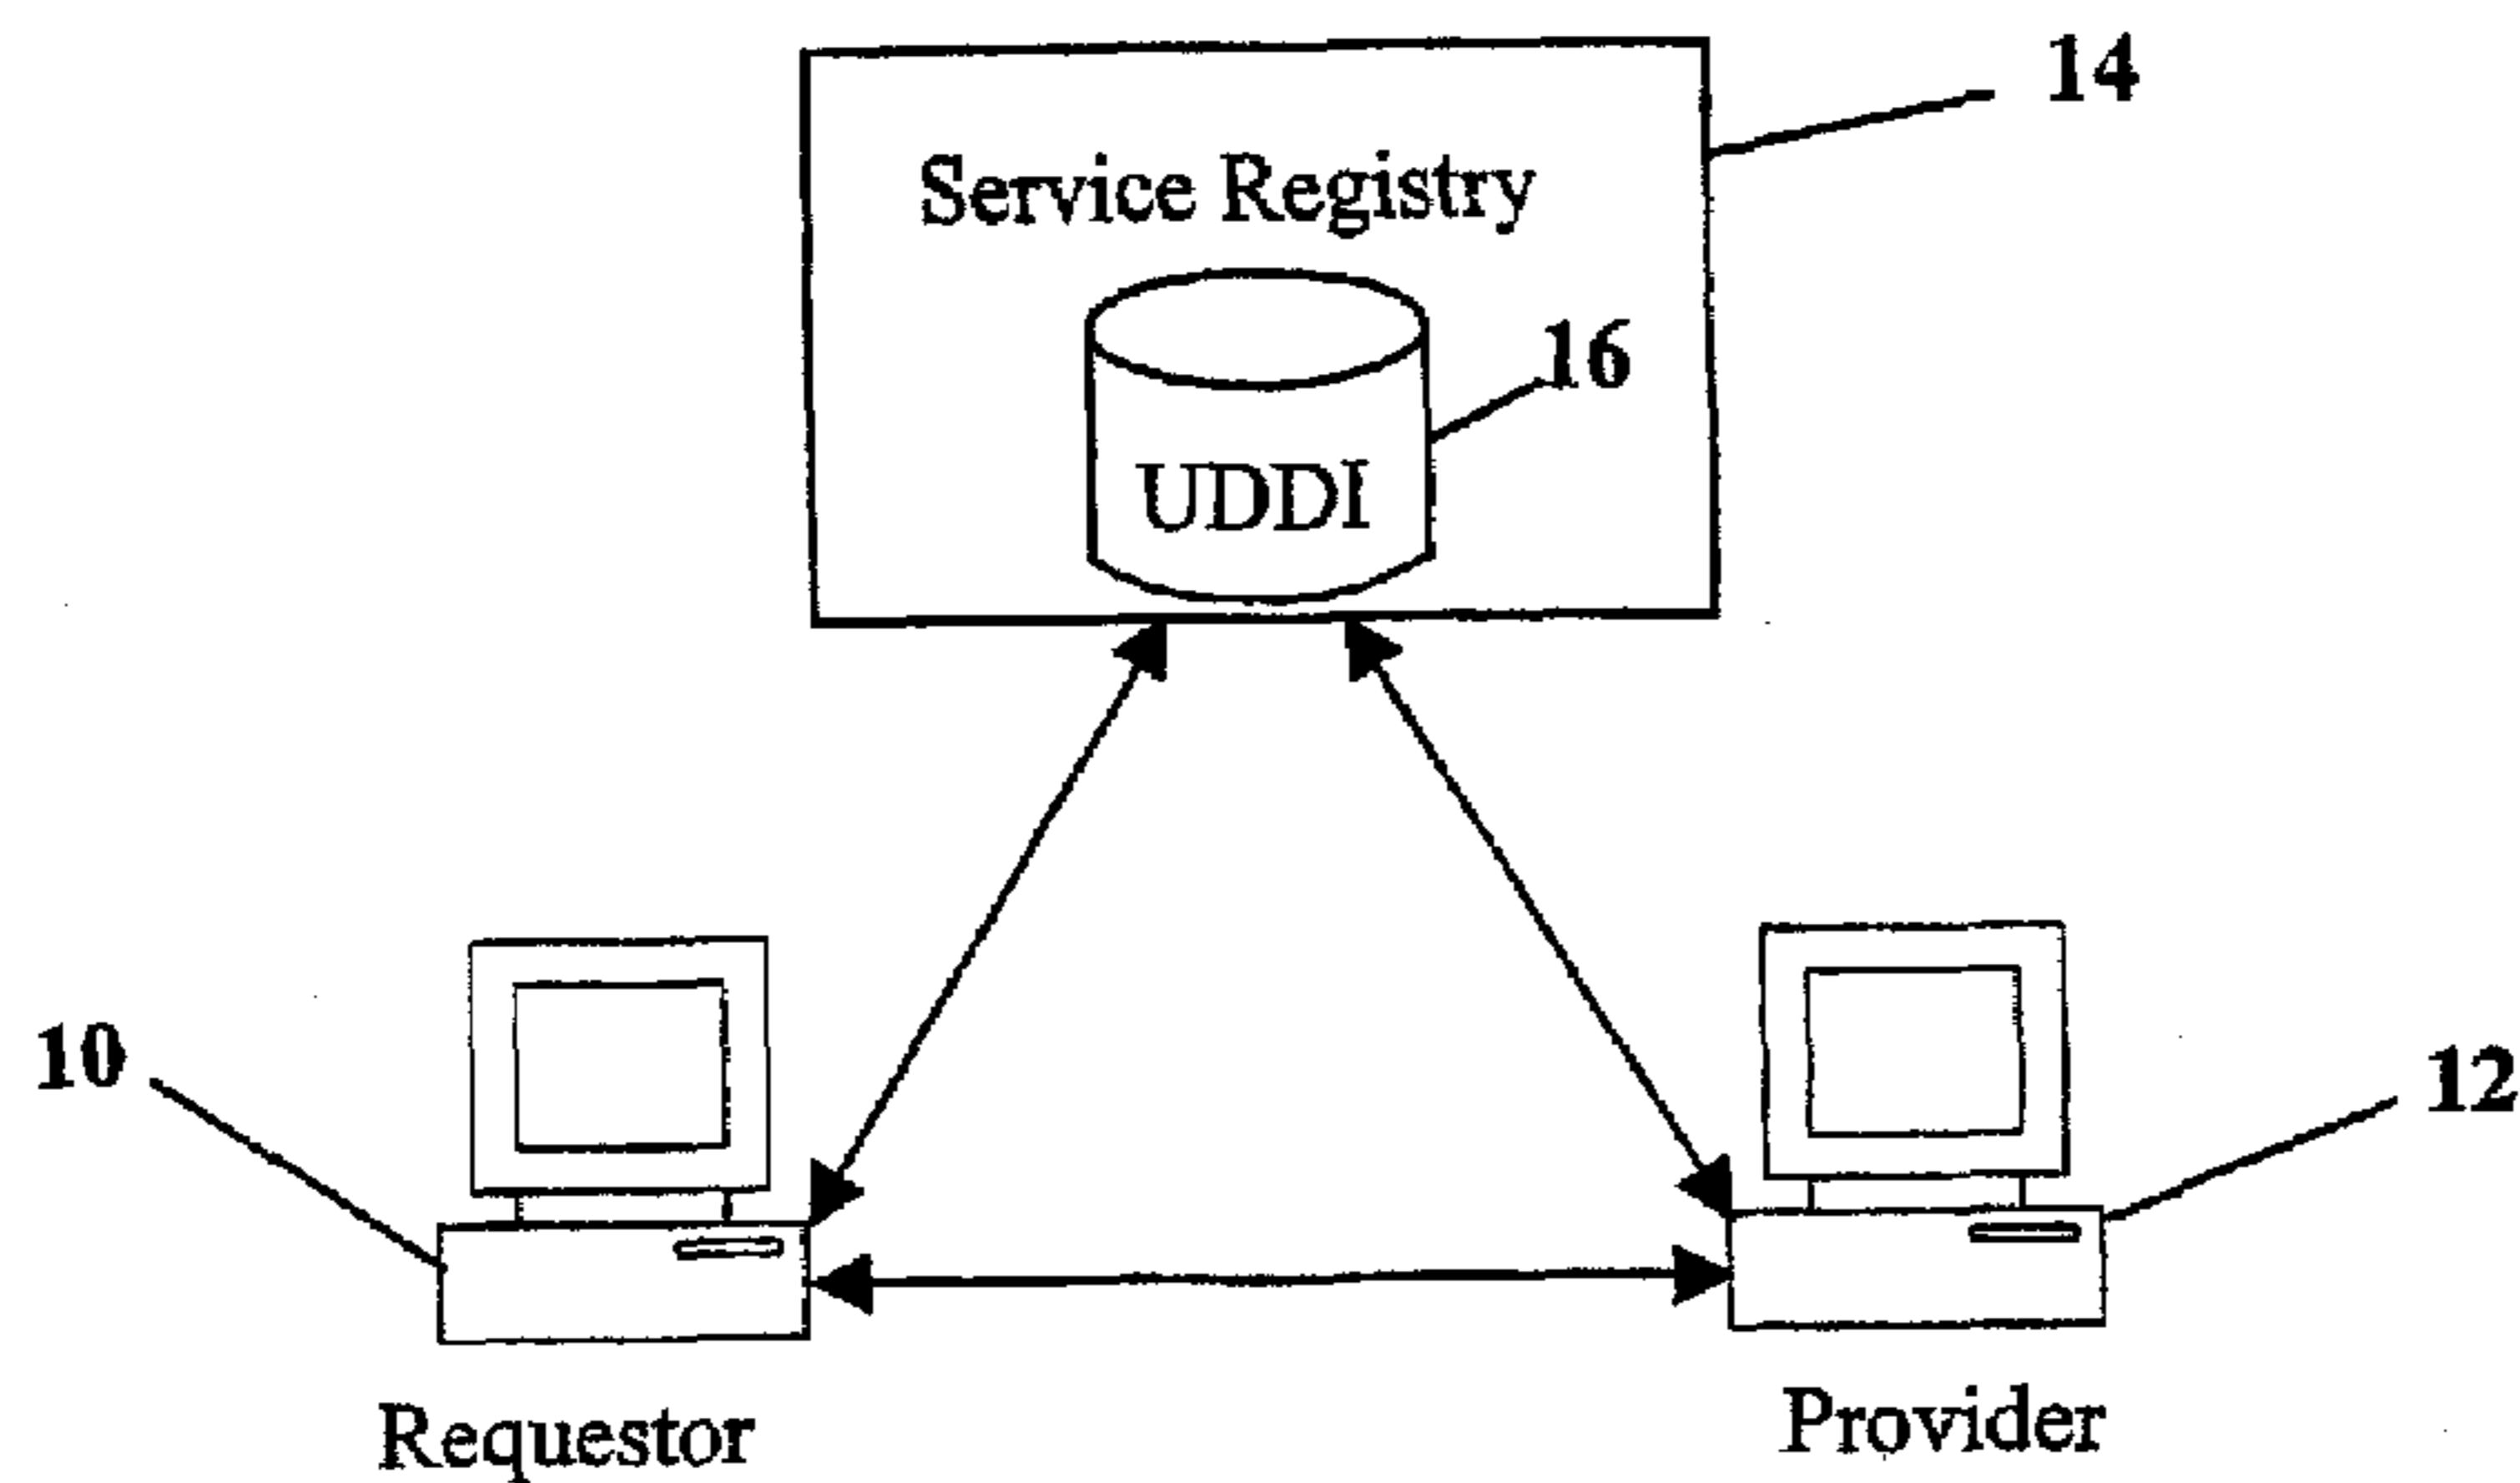 14
Service Registry
16
UDDI
10
12
Requestor
Provider